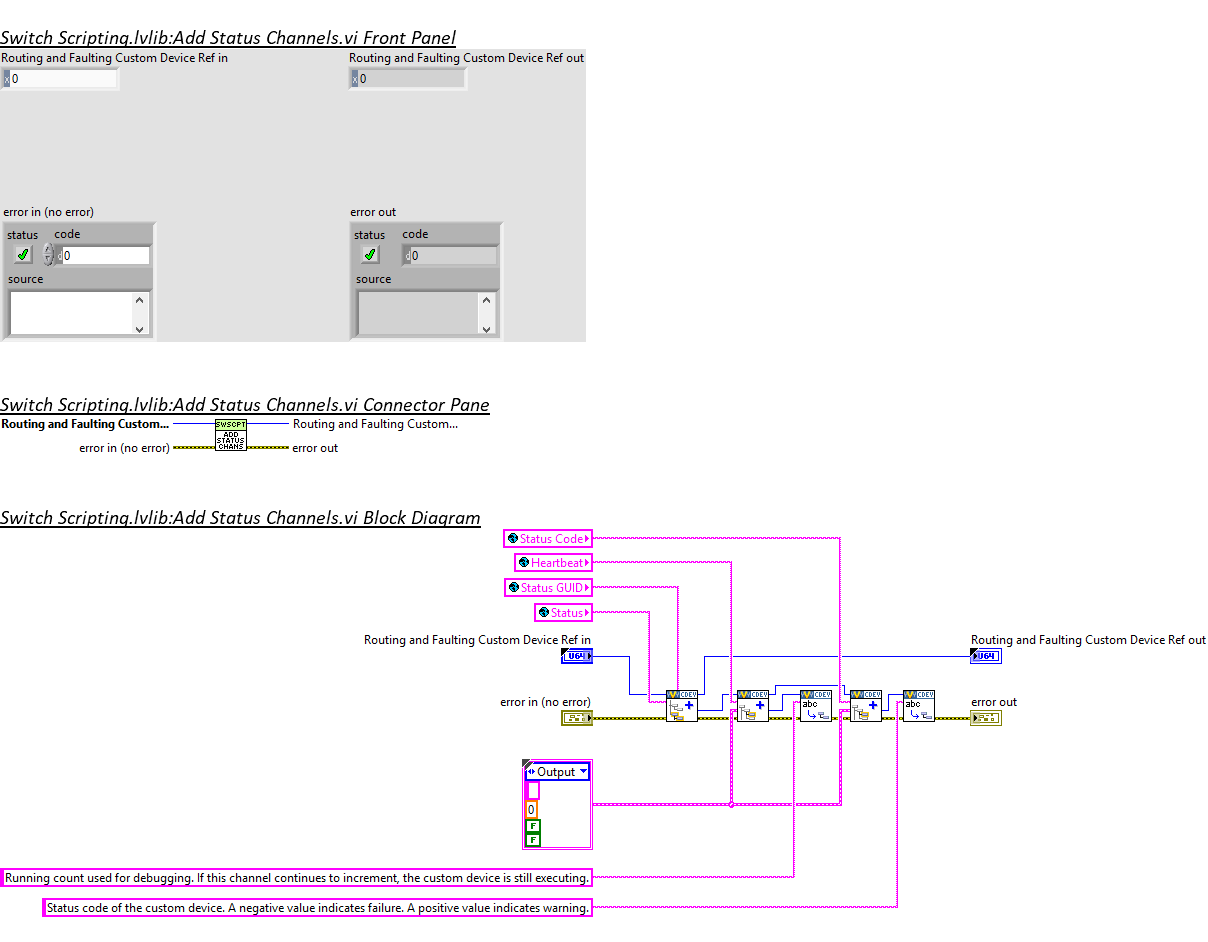 Switch Scripting.lvlib:Add Status Channels.vi Front Panel
Routing and Faulting Custom Device Ref in
Routing and Faulting Custom Device Ref out
x 0
x 0
error in (no error)
error out
status code
status code
d 0
d 0
source
source
Switch Scripting.lvlib:Add Status Channels.vi Connector Pane
Routing and Faulting Custom...
SWSCPT
ADD
STATUS
CHANS
Routing and Faulting Custom...
error in (no error)
error out
Switch Scripting.lvlib:Add Status Channels.vi Block Diagram
Status Code
Heartbeat
Status GUID
Status
Routing and Faulting Custom Device Ref in
Routing and Faulting Custom Device Ref out
U64
U64
error in (no error)
CDEV
CDEV
CDEV
abc
CDEV
CDEV
abc
error out
Output
0
F
F
Running count used for debugging. If this channel continues to increment, the custom device is still executing.
Status code of the custom device. A negative value indicates failure. A positive value indicates warning.